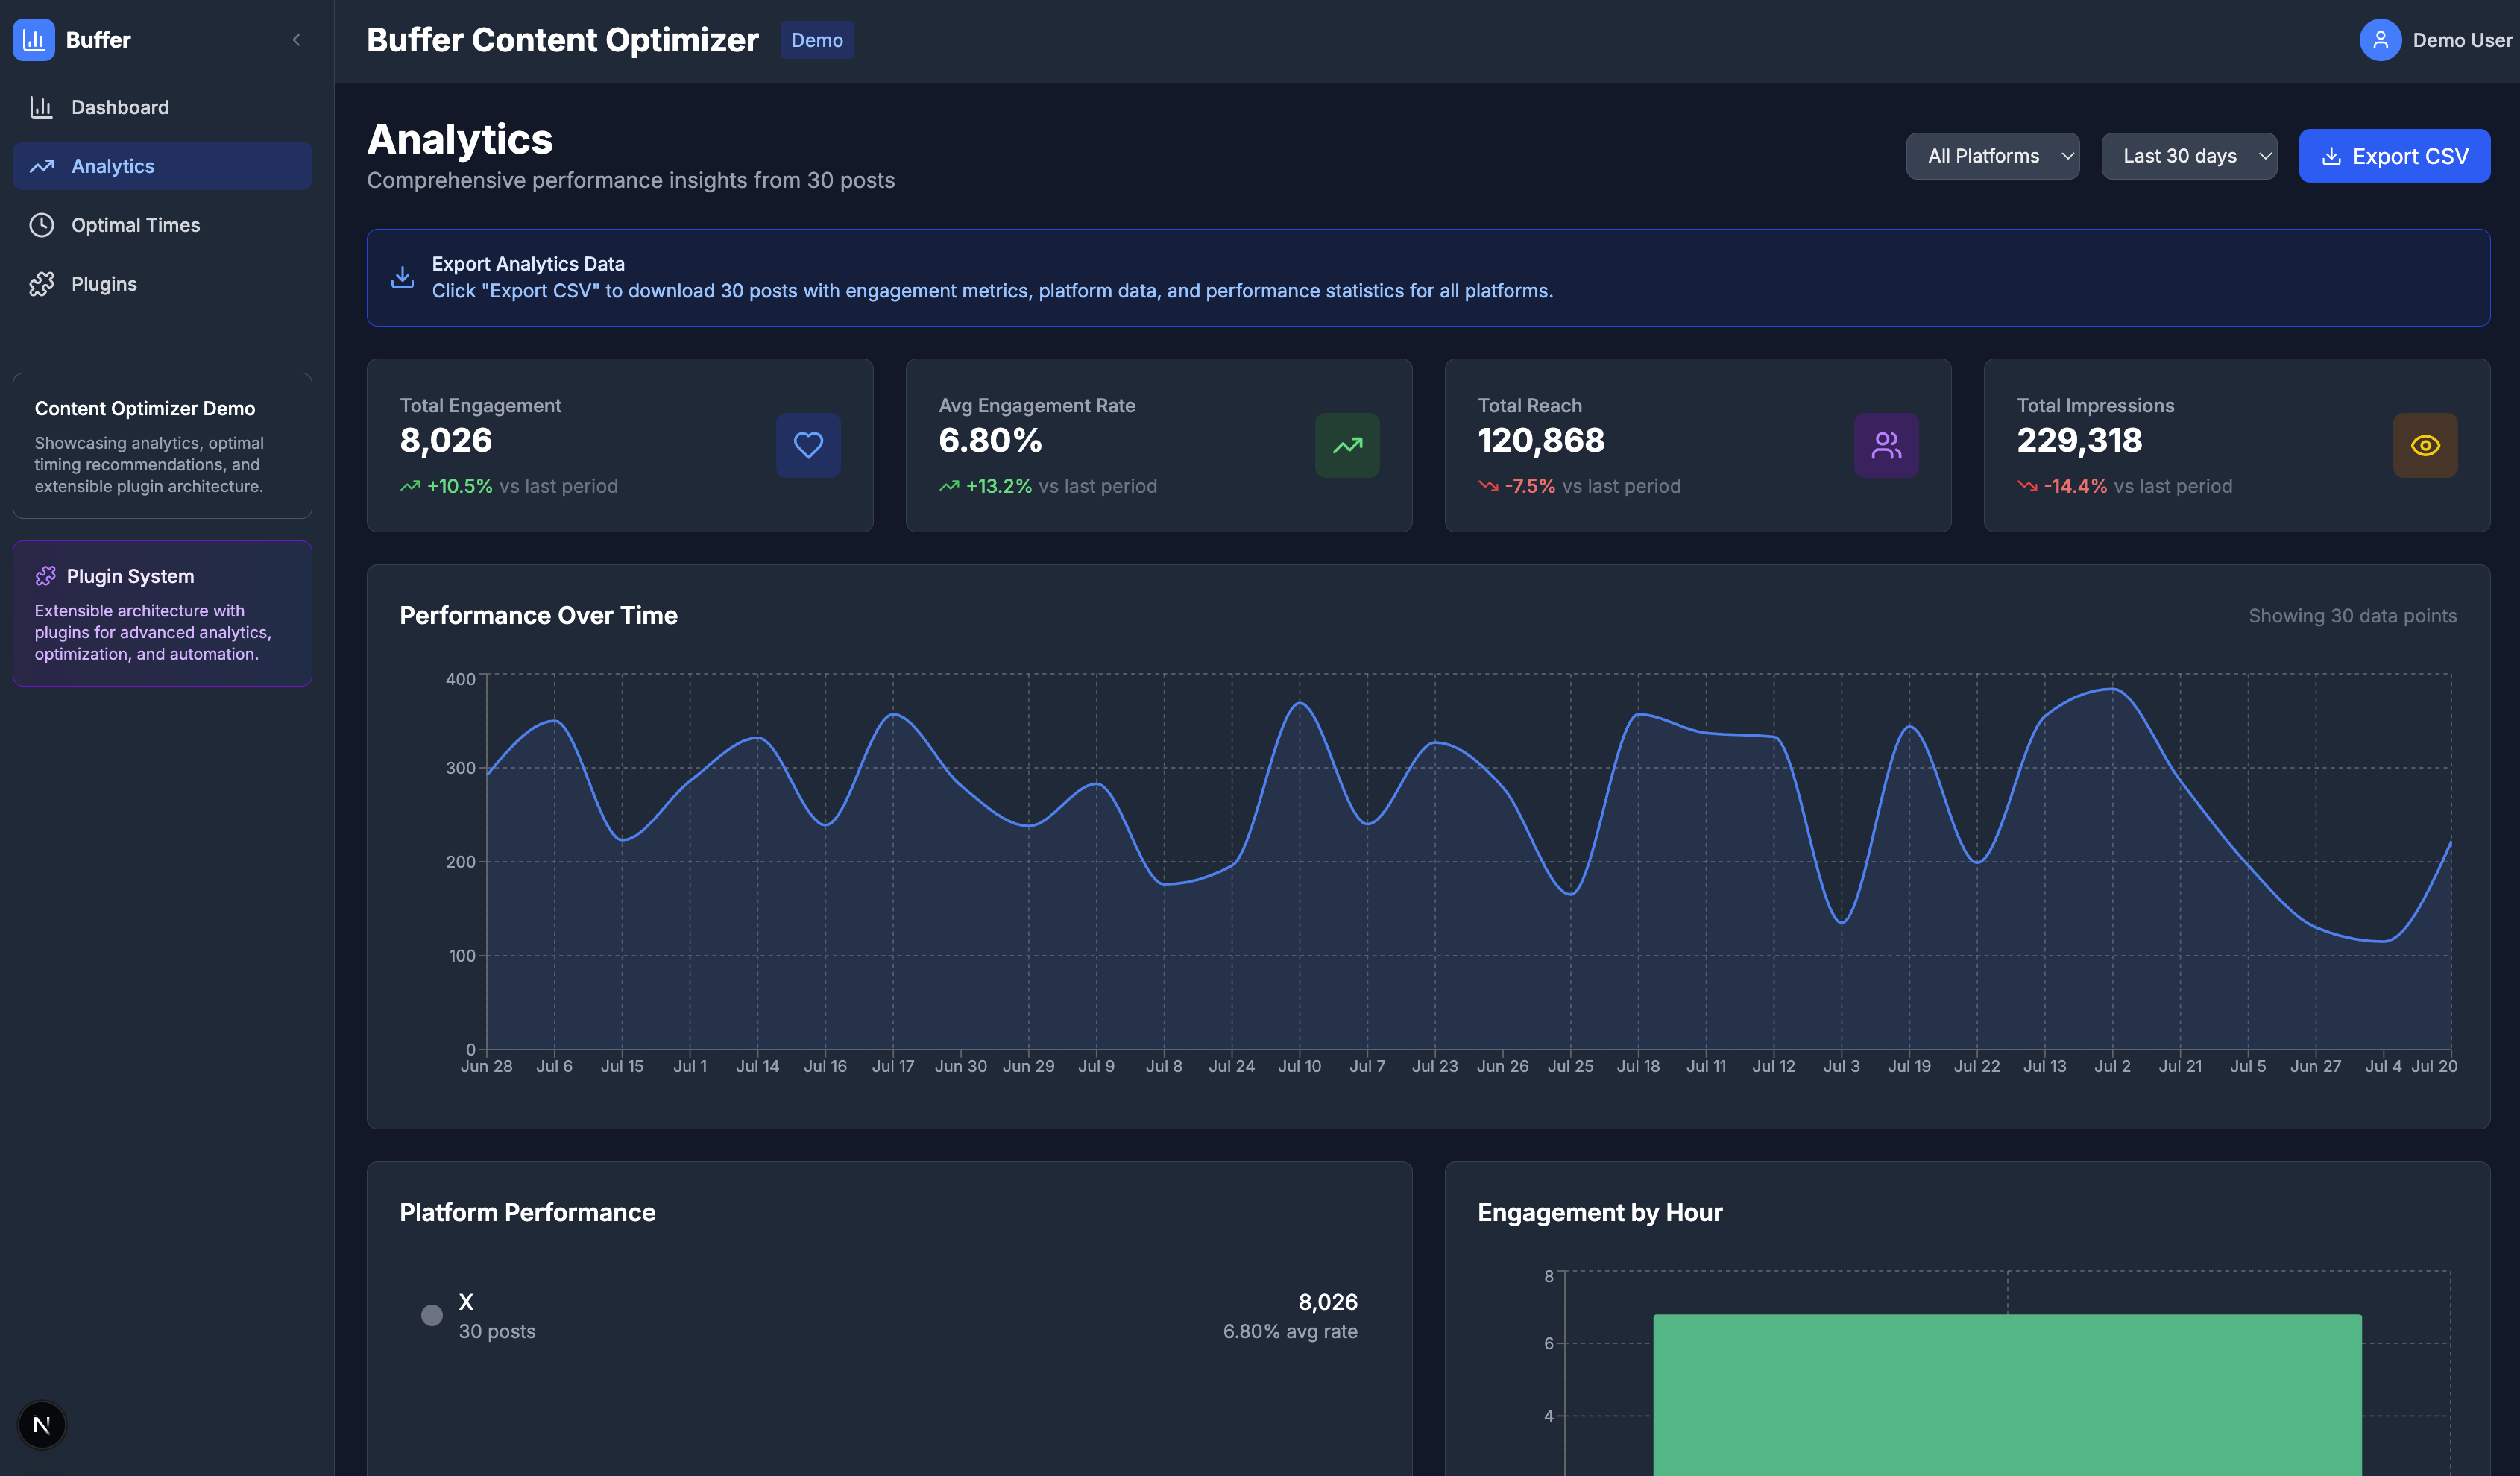 Buffer
Dashboard
Analytics
Optimal Times
Plugins
Content Optimizer Demo
Showcasing analytics, optimal
timing recommendations, and
extensible plugin architecture.
Plugin System
Extensible architecture with
plugins for advanced analytics,
optimization, and automation.
N
Buffer Content Optimizer
Demo
Demo User
Analytics
Comprehensive performance insights from 30 posts
All Platforms
Last 30 days
Export CSV
Export Analytics Data
Click "Export CSV" to download 30 posts with engagement metrics, platform data, and performance statistics for all platforms.
Total Engagement
8,026
+10.5% vs last period
Avg Engagement Rate
6.80%
+13.2% vs last period
Total Reach
120,868
-7.5% vs last period
Total Impressions
229,318
-14.4% vs last period
Performance Over Time
Showing 30 data points
400
300
200
100
0
Jun 28 Jul 6 Jul 15 Jul 1 Jul 14 Jul 16 Jul 17 Jun 30 Jun 29 Jul 9 Jul 8 Jul 24 Jul 10 Jul 7 Jul 23 Jun 26 Jul 25 Jul 18 Jul 11 Jul 12 Jul 3 Jul 19 Jul 22 Jul 13 Jul 2 Jul 21 Jul 5 Jun 27 Jul 4 Jul 20
Platform Performance
X
30 posts
8,026
6.80% avg rate
Engagement by Hour
8
6
4